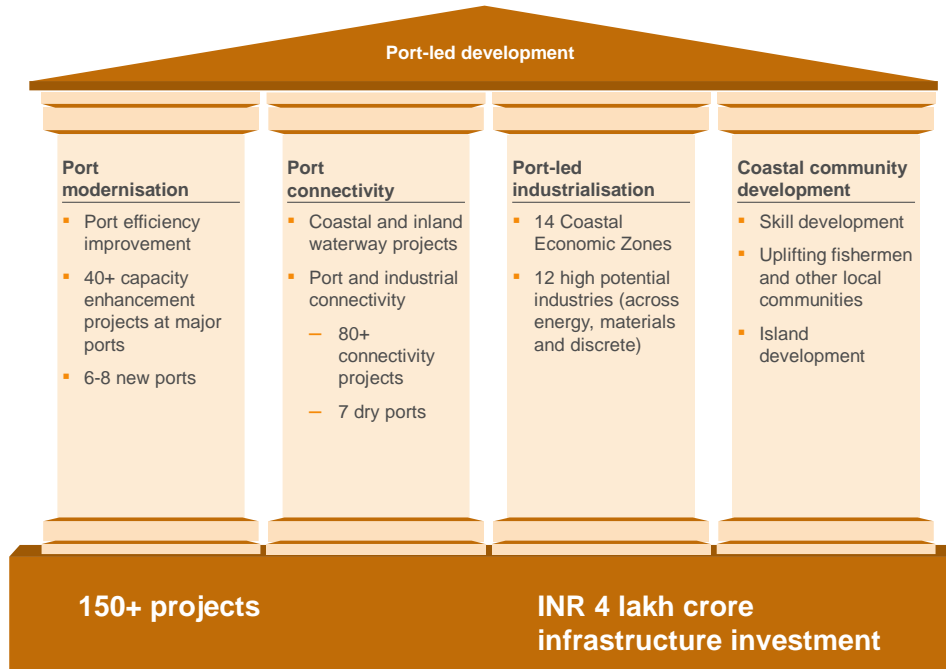 Port-led development
Port
modernisation
▪ Port efficiency
improvement
▪ 40+ capacity
enhancement
projects at major
ports
▪ 6-8 new ports
Port
connectivity
▪ Coastal and inland
waterway projects
▪ Port and industrial
connectivity
– 80+
connectivity
projects
– 7 dry ports
Port-led
industrialisation
▪ 14 Coastal
Economic Zones
▪ 12 high potential
industries (across
energy, materials
and discrete)
Coastal community
development
▪ Skill development
▪ Uplifting fishermen
and other local
communities
▪ Island
development
150+ projects
INR 4 lakh crore
infrastructure investment